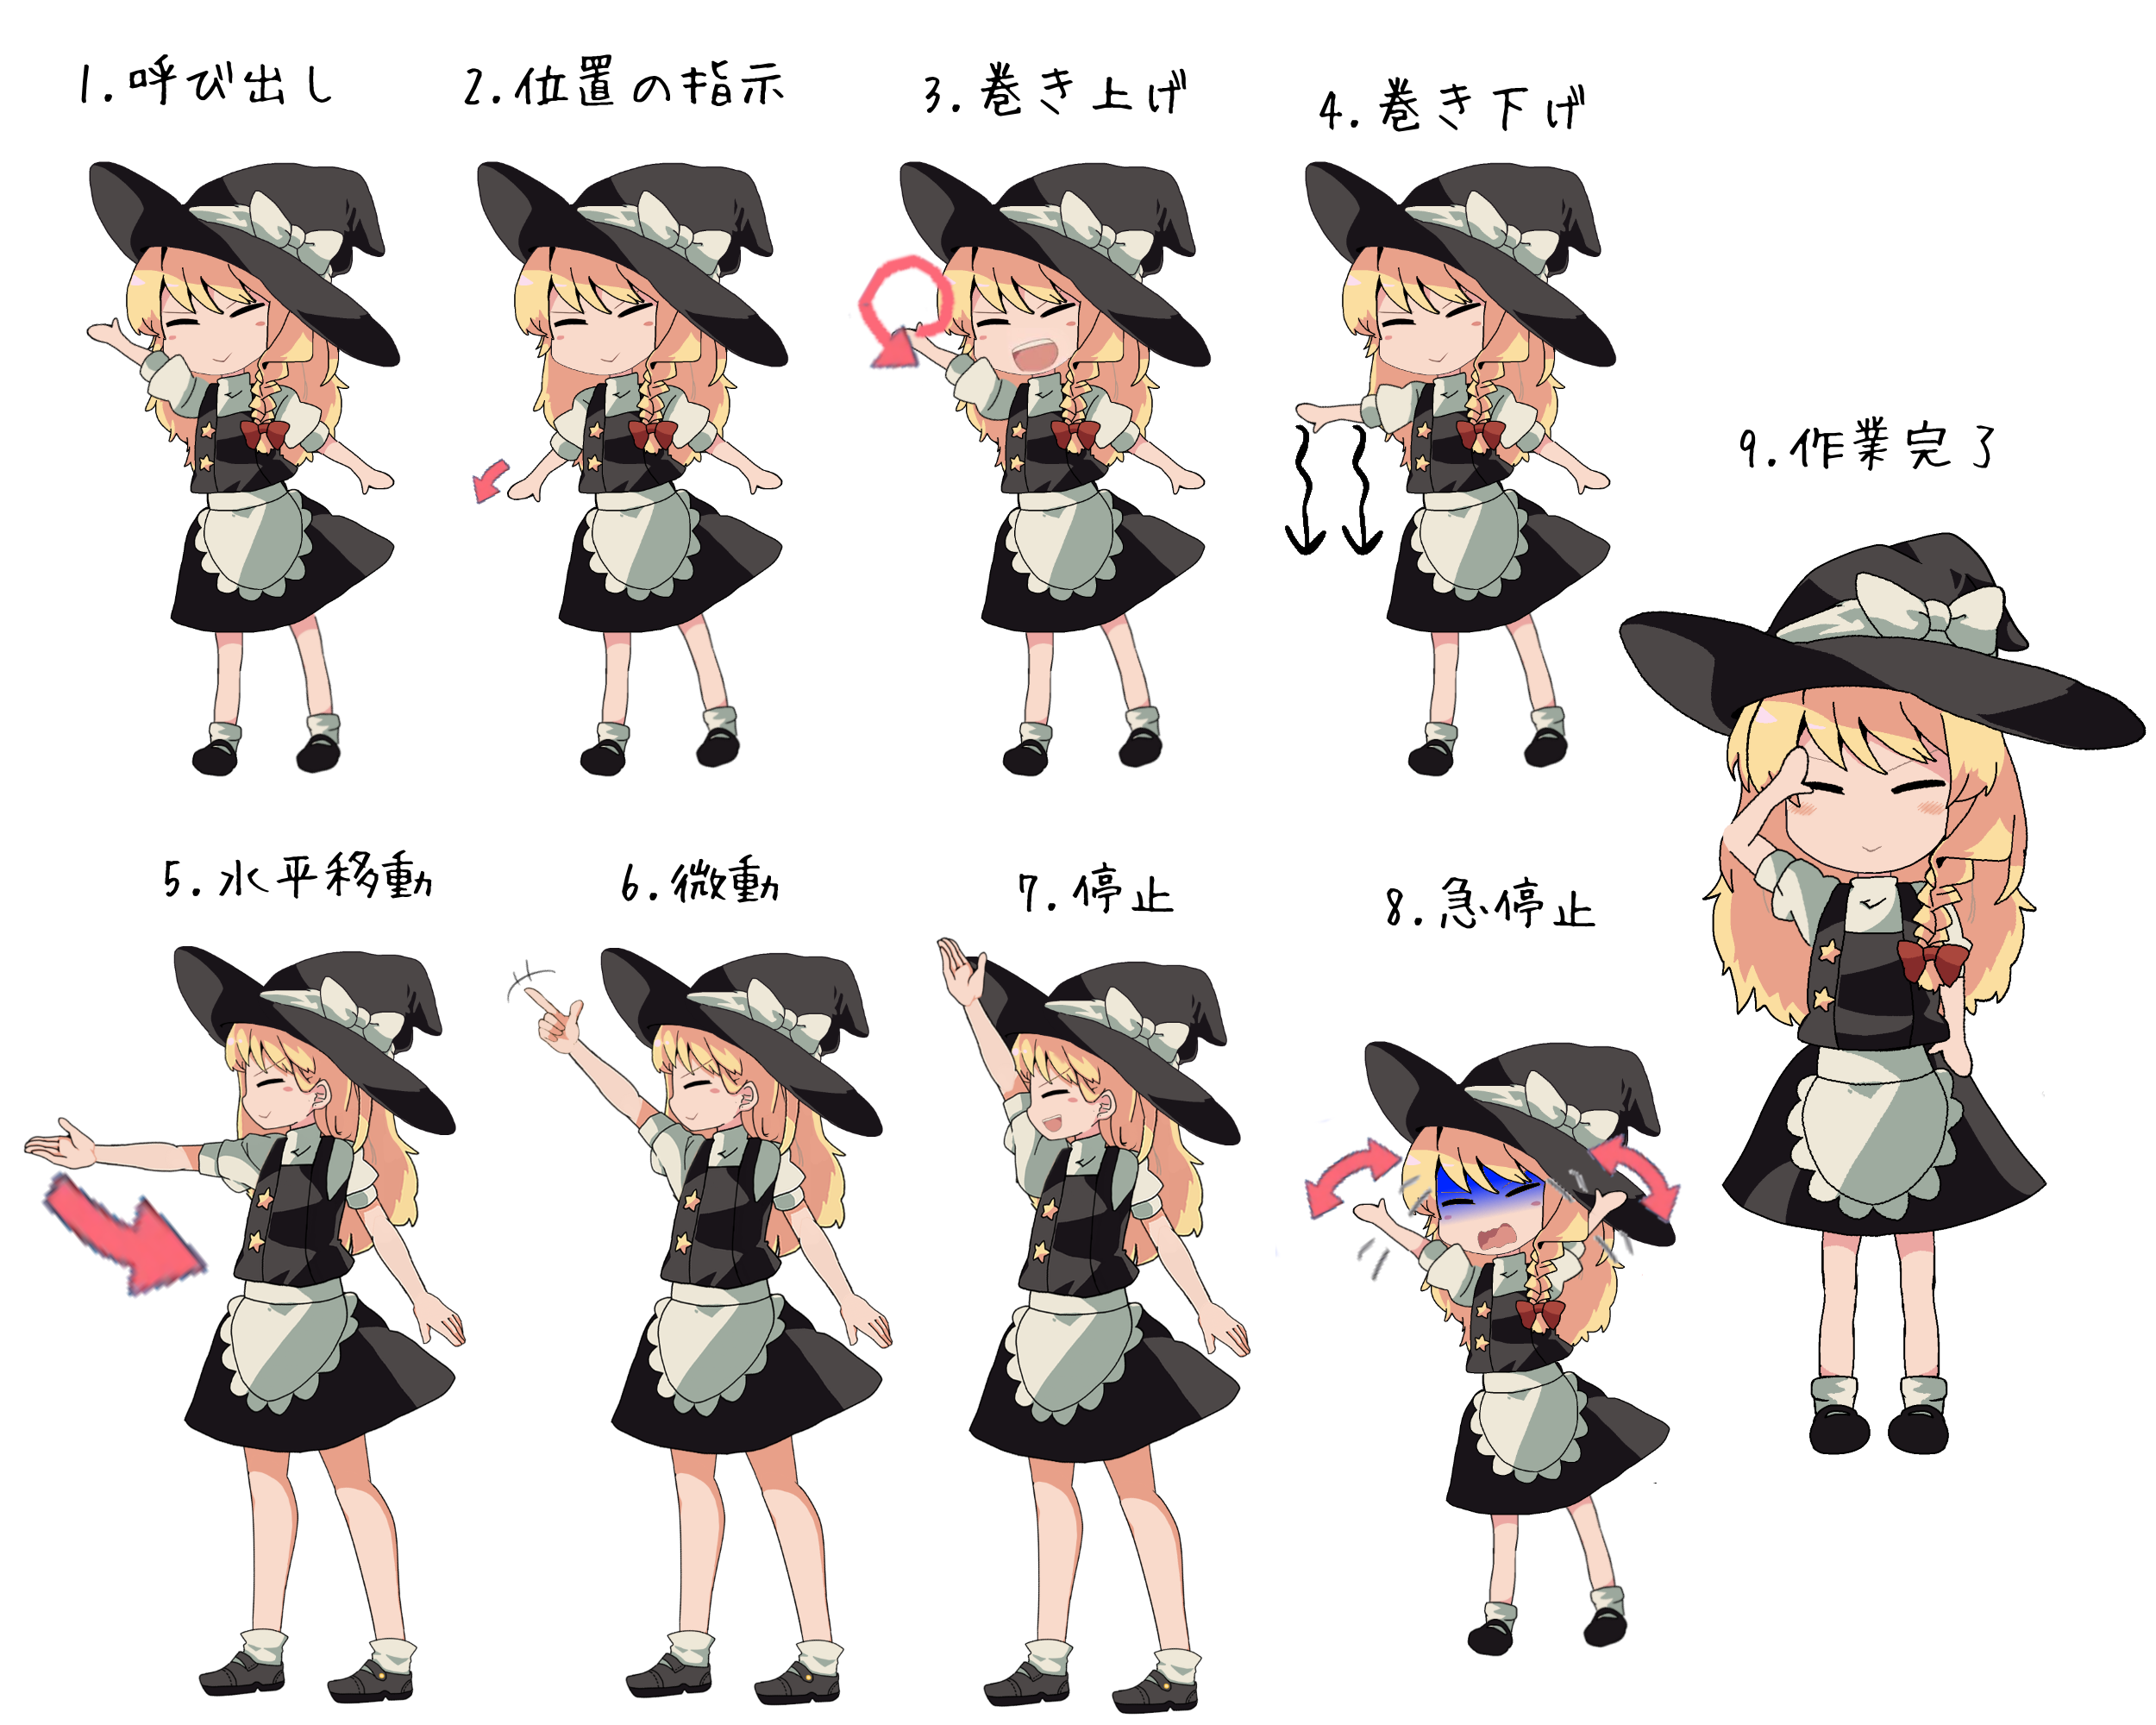 1.呼び出し
2.位置の指示
3.巻き上げ
4.巻き下げ
5.水平移動
6.微動
7.停止
8.急停止
9.作業完了